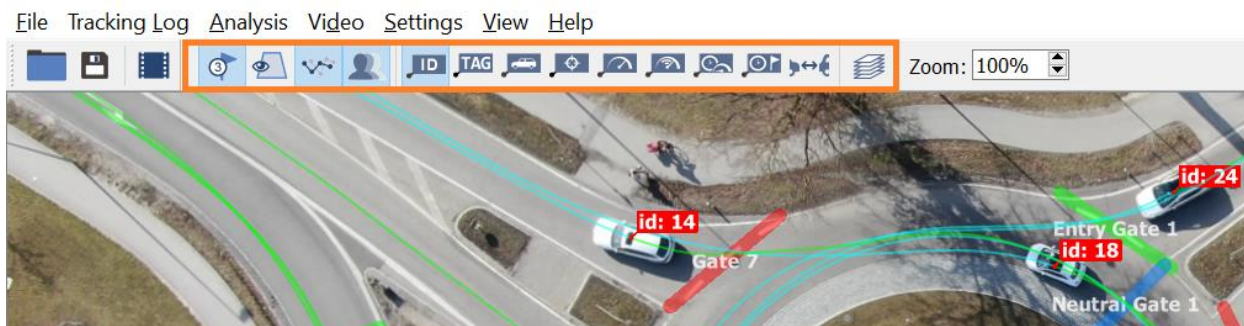 File Tracking Log Analysis Video Settings View Help
3 ID TAG Zoom: 100%
id: 24
id: 14
Entry Gate 1
id: 18
Gate 7
Neutral Gate 1